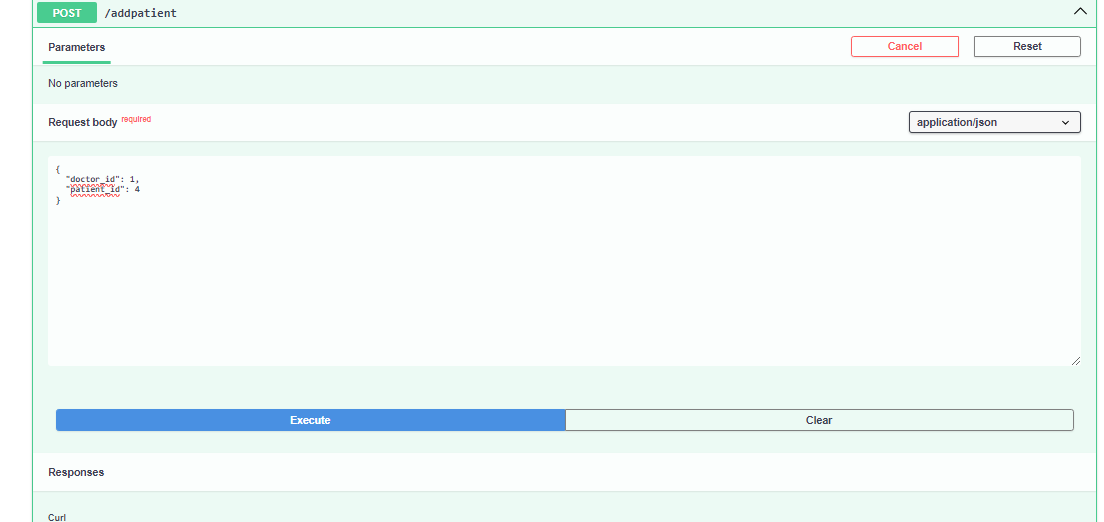 POST /addpatient
Parameters
Cancel
Reset
No parameters
Request body required
application/json
{
  "doctor_id": 1,
  "patient_id": 4
}
Execute
Clear
Responses
Curl